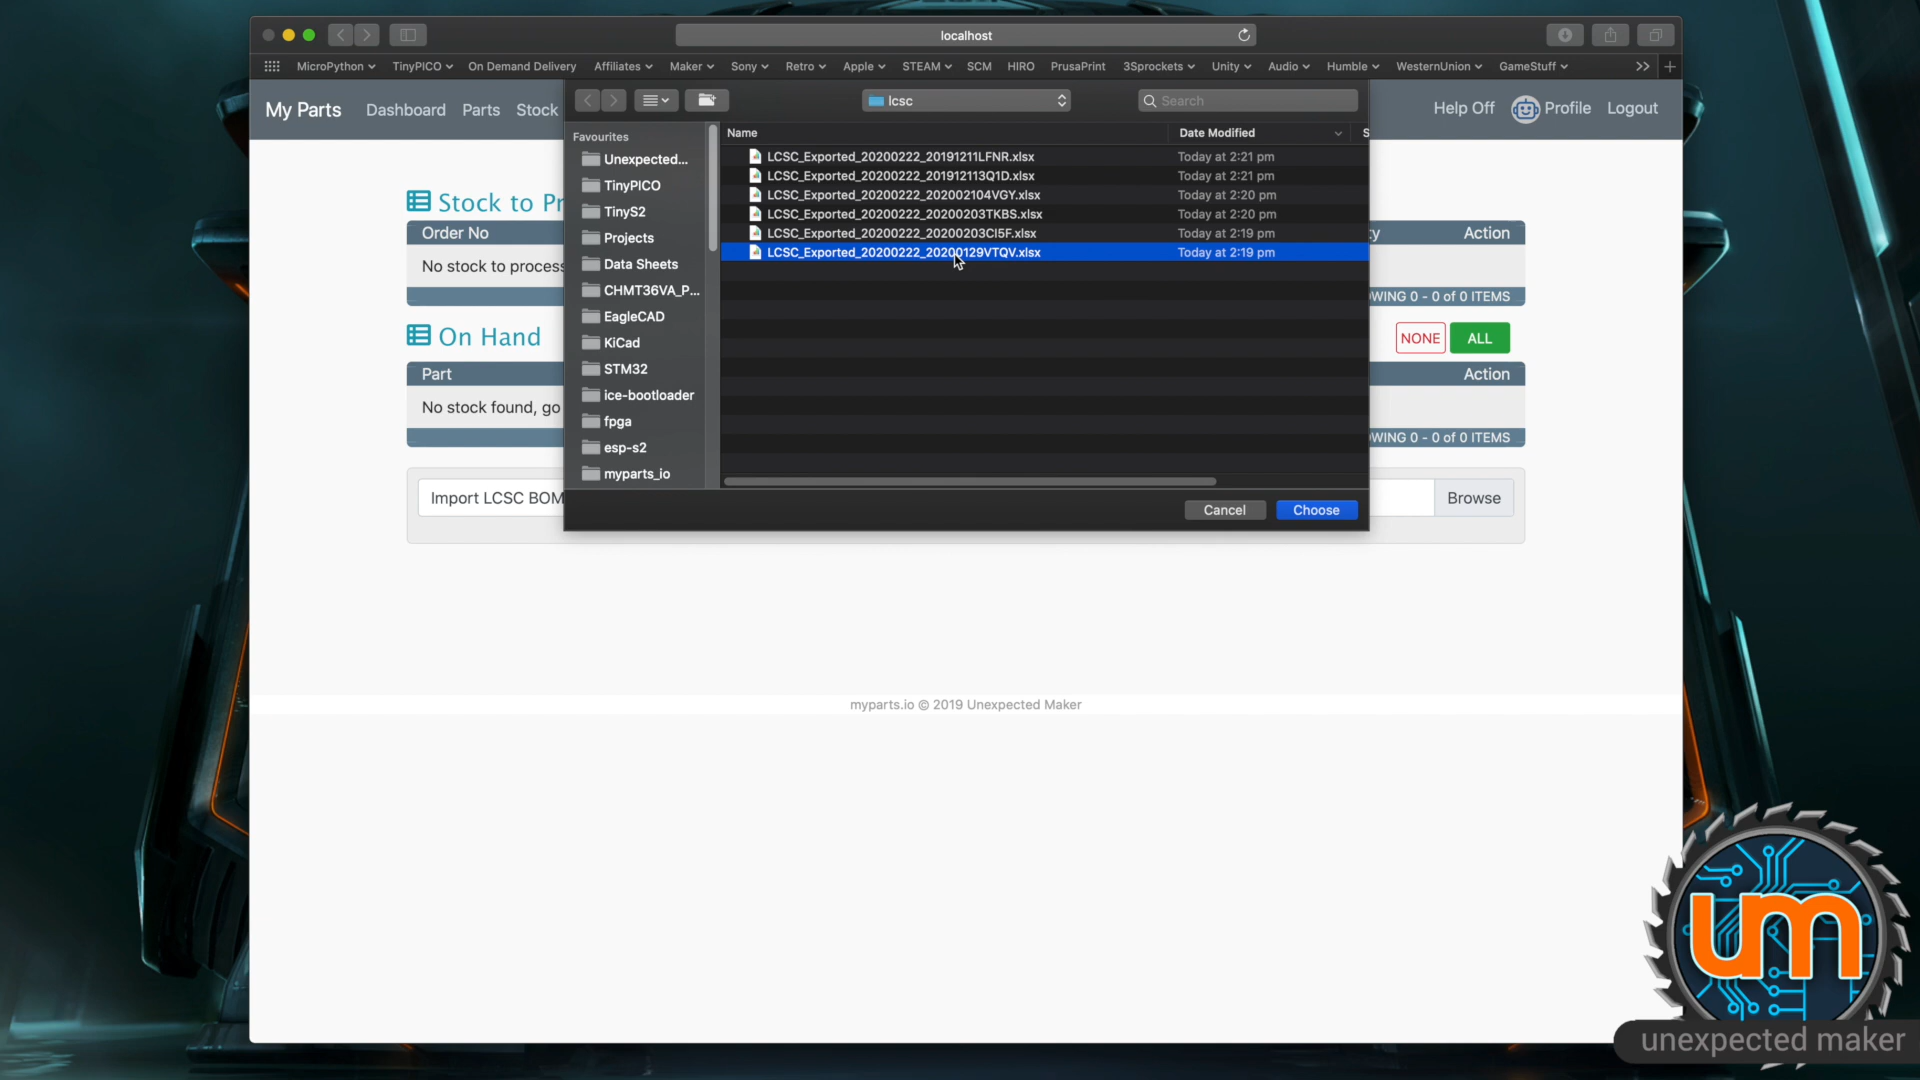 localhost
MicroPython TinyPICO On Demand Delivery Affiliates Maker Sony Retro Apple STEAM SCM HIRO PrusaPrint 3Sprockets Unity Audio Humble WesternUnion GameStuff
My Parts Dashboard Parts Stock Help Off Profile Logout
lcsc Search
Favourites
Unexpected...
TinyPICO
TinyS2
Projects
Data Sheets
CHMT36VA_P...
EagleCAD
KiCad
STM32
ice-bootloader
fpga
esp-s2
myparts_io
Name Date Modified S
LCSC_Exported_20200222_20191211LFNR.xlsx Today at 2:21 pm
LCSC_Exported_20200222_201912113Q1D.xlsx Today at 2:21 pm
LCSC_Exported_20200222_202002104VGY.xlsx Today at 2:20 pm
LCSC_Exported_20200222_20200203TKBS.xlsx Today at 2:20 pm
LCSC_Exported_20200222_20200203CI5F.xlsx Today at 2:19 pm
LCSC_Exported_20200222_20200129VTQV.xlsx Today at 2:19 pm
Cancel Choose
Stock to Pr
Order No y Action
No stock to process
WING 0 - 0 of 0 ITEMS
On Hand NONE ALL
Part Action
No stock found, go
WING 0 - 0 of 0 ITEMS
Import LCSC BOM Browse
myparts.io © 2019 Unexpected Maker
um
unexpected maker